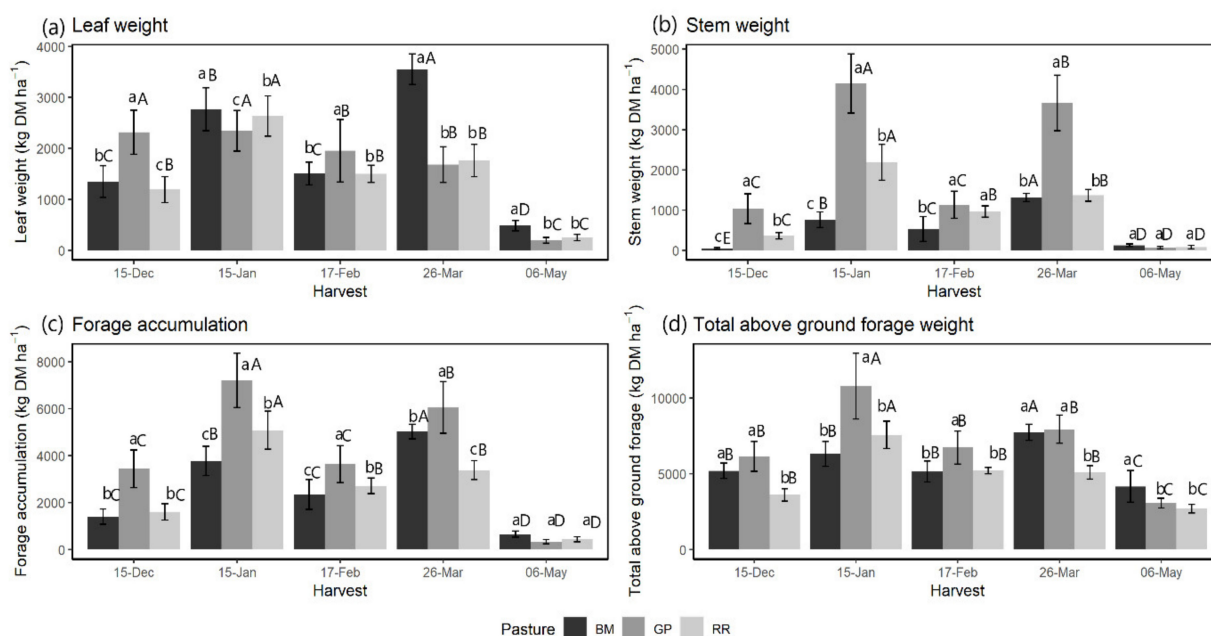 (a) Leaf weight
Leaf weight (kg DM ha⁻¹)
4000
3000
2000
1000
0
bC aA cB
aB cA bA
bC aB bB
aA bB bB
aD bC bC
15-Dec 15-Jan 17-Feb 26-Mar 06-May
Harvest
(b) Stem weight
Stem weight (kg DM ha⁻¹)
5000
4000
3000
2000
1000
0
cE aC bC
cB aA bA
bC aC aB
bA aB bB
aD aD aD
15-Dec 15-Jan 17-Feb 26-Mar 06-May
Harvest
(c) Forage accumulation
Forage accumulation (kg DM ha⁻¹)
8000
6000
4000
2000
0
bC aC bC
cB aA bA
cC aC bB
bA aB cB
aD aD aD
15-Dec 15-Jan 17-Feb 26-Mar 06-May
Harvest
(d) Total above ground forage weight
Total above ground forage (kg DM ha⁻¹)
10000
5000
0
aB aB bB
bB aA bA
bB aB bB
aA aB bB
aC bC bC
15-Dec 15-Jan 17-Feb 26-Mar 06-May
Harvest
Pasture BM GP RR